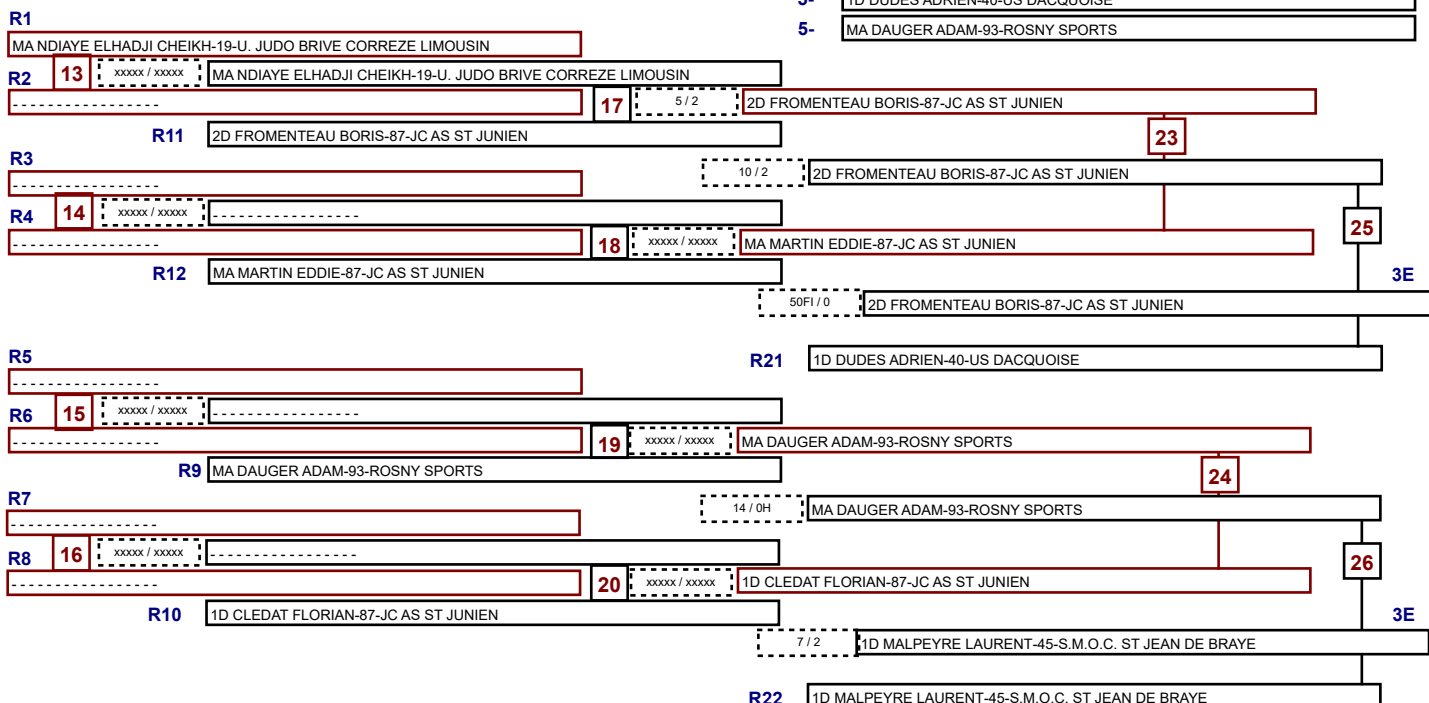 5- 1D DUDES ADRIEN-40-US DACQUOISE
R1
5- MA DAUGER ADAM-93-ROSNY SPORTS
MA NDIAYE ELHADJI CHEIKH-19-U. JUDO BRIVE CORREZE LIMOUSIN
R2 13 xxxxx / xxxxx MA NDIAYE ELHADJI CHEIKH-19-U. JUDO BRIVE CORREZE LIMOUSIN
- - - - - - - - - - - - - - - - - 17 5 / 2 2D FROMENTEAU BORIS-87-JC AS ST JUNIEN
R11 2D FROMENTEAU BORIS-87-JC AS ST JUNIEN 23
R3
10 / 2 2D FROMENTEAU BORIS-87-JC AS ST JUNIEN
- - - - - - - - - - - - - - - - -
R4 14 xxxxx / xxxxx - - - - - - - - - - - - - - - - - 25
- - - - - - - - - - - - - - - - - 18 xxxxx / xxxxx MA MARTIN EDDIE-87-JC AS ST JUNIEN
R12 MA MARTIN EDDIE-87-JC AS ST JUNIEN 3E
50FI / 0 2D FROMENTEAU BORIS-87-JC AS ST JUNIEN
R5
R21 1D DUDES ADRIEN-40-US DACQUOISE
- - - - - - - - - - - - - - - - -
R6 15 xxxxx / xxxxx - - - - - - - - - - - - - - - - -
- - - - - - - - - - - - - - - - - 19 xxxxx / xxxxx MA DAUGER ADAM-93-ROSNY SPORTS
R9 MA DAUGER ADAM-93-ROSNY SPORTS 24
R7
14 / 0H MA DAUGER ADAM-93-ROSNY SPORTS
- - - - - - - - - - - - - - - - -
R8 16 xxxxx / xxxxx - - - - - - - - - - - - - - - - - 26
- - - - - - - - - - - - - - - - - 20 xxxxx / xxxxx 1D CLEDAT FLORIAN-87-JC AS ST JUNIEN
R10 1D CLEDAT FLORIAN-87-JC AS ST JUNIEN 3E
7 / 2 1D MALPEYRE LAURENT-45-S.M.O.C. ST JEAN DE BRAYE
R22 1D MALPEYRE LAURENT-45-S.M.O.C. ST JEAN DE BRAYE